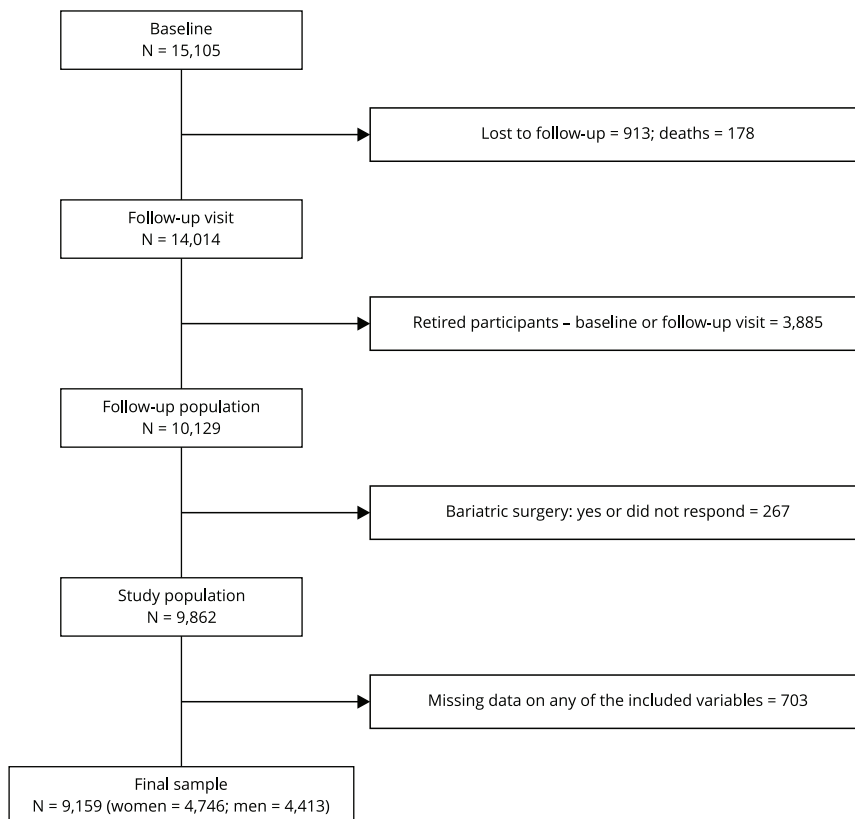 Baseline
N = 15,105
Lost to follow-up = 913; deaths = 178
Follow-up visit
N = 14,014
Retired participants – baseline or follow-up visit = 3,885
Follow-up population
N = 10,129
Bariatric surgery: yes or did not respond = 267
Study population
N = 9,862
Missing data on any of the included variables = 703
Final sample
N = 9,159 (women = 4,746; men = 4,413)